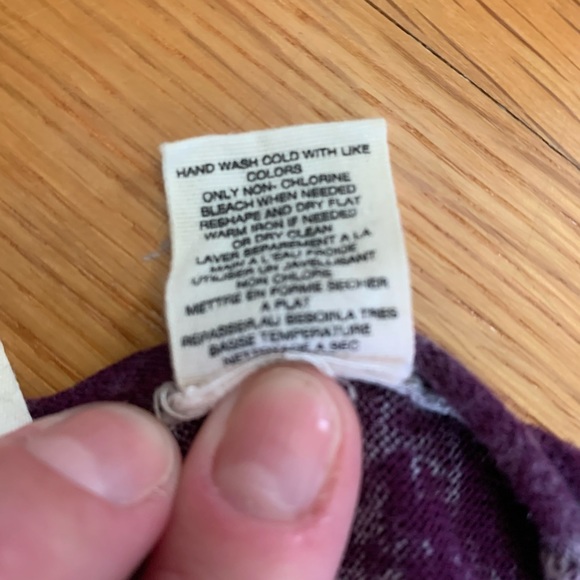 HAND WASH COLD WITH LIKE
COLORS
ONLY NON- CHLORINE
BLEACH WHEN NEEDED
RESHAPE AND DRY FLAT
WARM IRON IF NEEDED
OR DRY CLEAN
LAVER SEPAREMENT A LA
MAIN A L'EAU FROIDE
UTILISER UN JAVELLISANT
NON CHLORE
METTRE EN FORME SECHER
A PLAT
REPASSER AU BESOIN A TRES
BASSE TEMPERATURE
NETTOYAGE A SEC